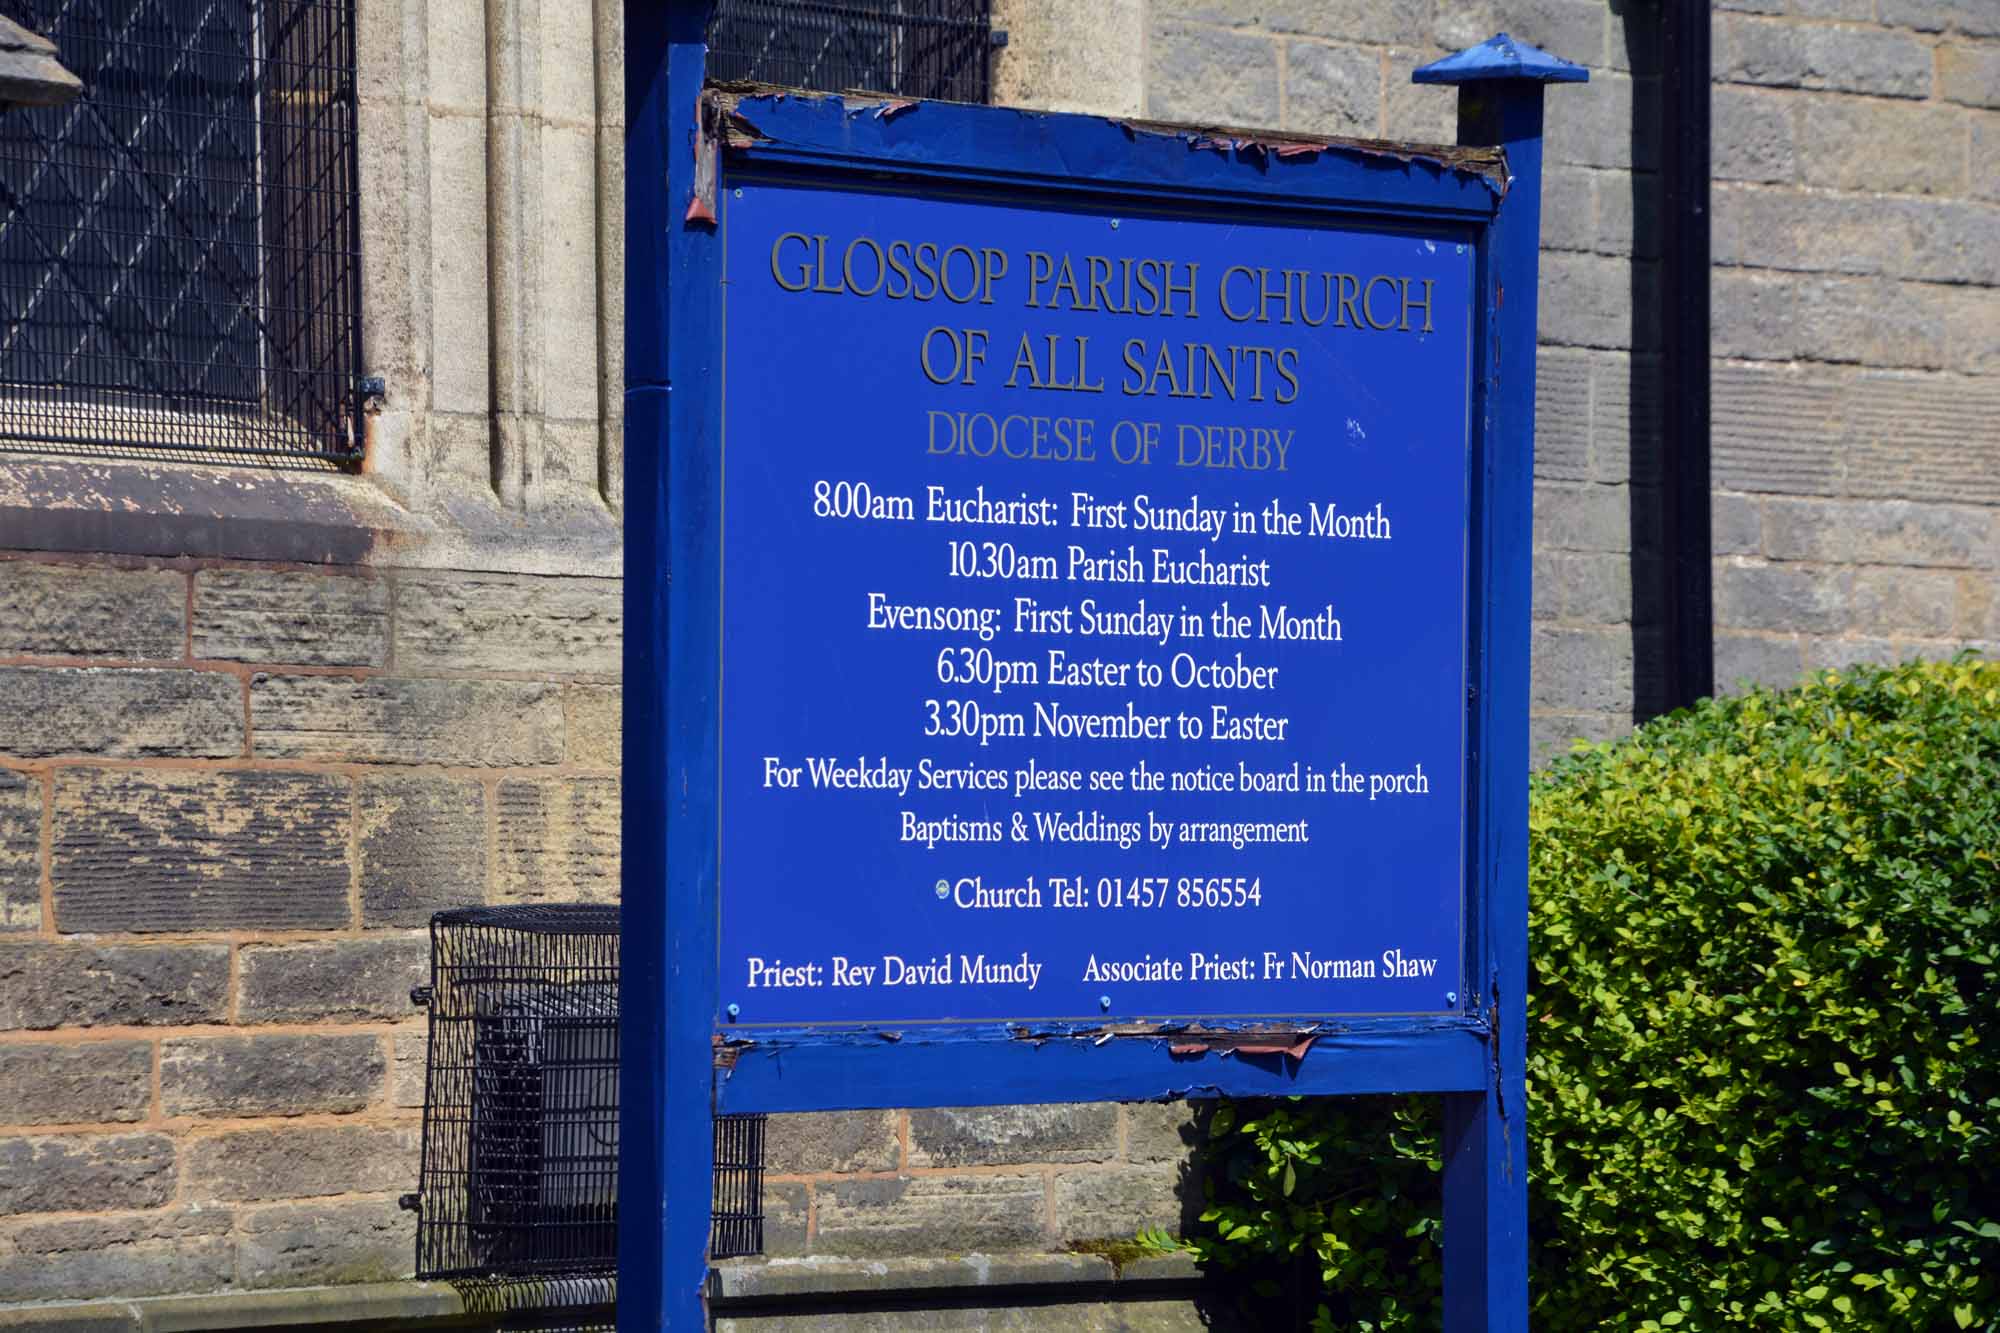 GLOSSOP PARISH CHURCH
OF ALL SAINTS
DIOCESE OF DERBY
8.00am Eucharist: First Sunday in the Month
10.30am Parish Eucharist
Evensong: First Sunday in the Month
6.30pm Easter to October
3.30pm November to Easter
For Weekday Services please see the notice board in the porch
Baptisms & Weddings by arrangement
Church Tel: 01457 856554
Priest: Rev David Mundy Associate Priest: Fr Norman Shaw